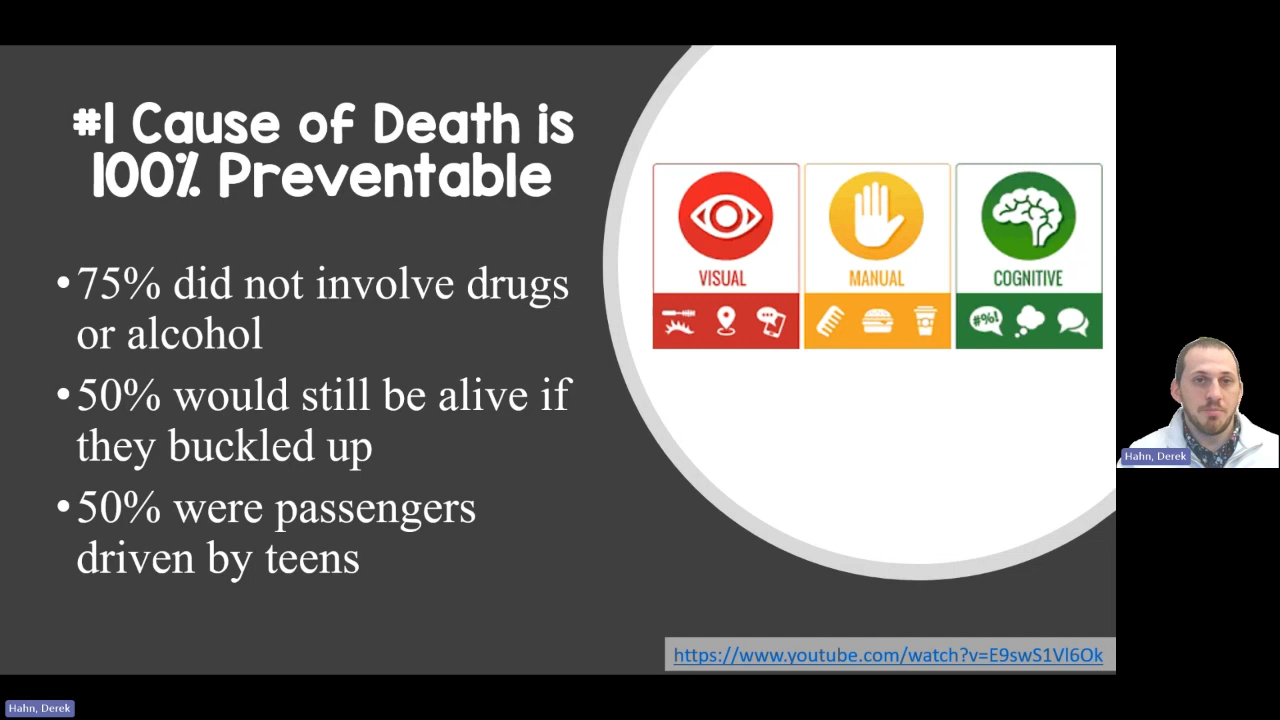 #1 Cause of Death is
100% Preventable
•75% did not involve drugs
or alcohol
•50% would still be alive if
they buckled up
•50% were passengers
driven by teens
VISUAL
MANUAL
COGNITIVE
#%!
https://www.youtube.com/watch?v=E9swS1Vl6Ok
Hahn, Derek
Hahn, Derek